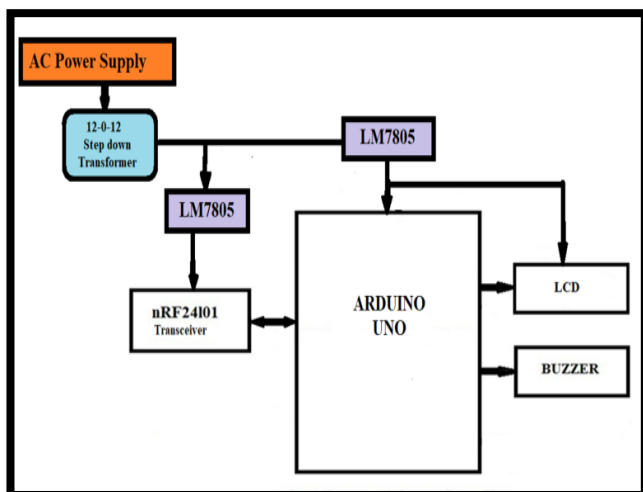 AC Power Supply
12-0-12
Step down
Transformer
LM7805
LM7805
nRF24l01
Transceiver
ARDUINO
UNO
LCD
BUZZER